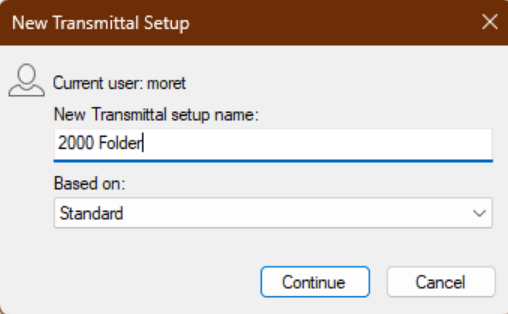 New Transmittal Setup
Current user: moret
New Transmittal setup name:
2000 Folder
Based on:
Standard
Continue
Cancel